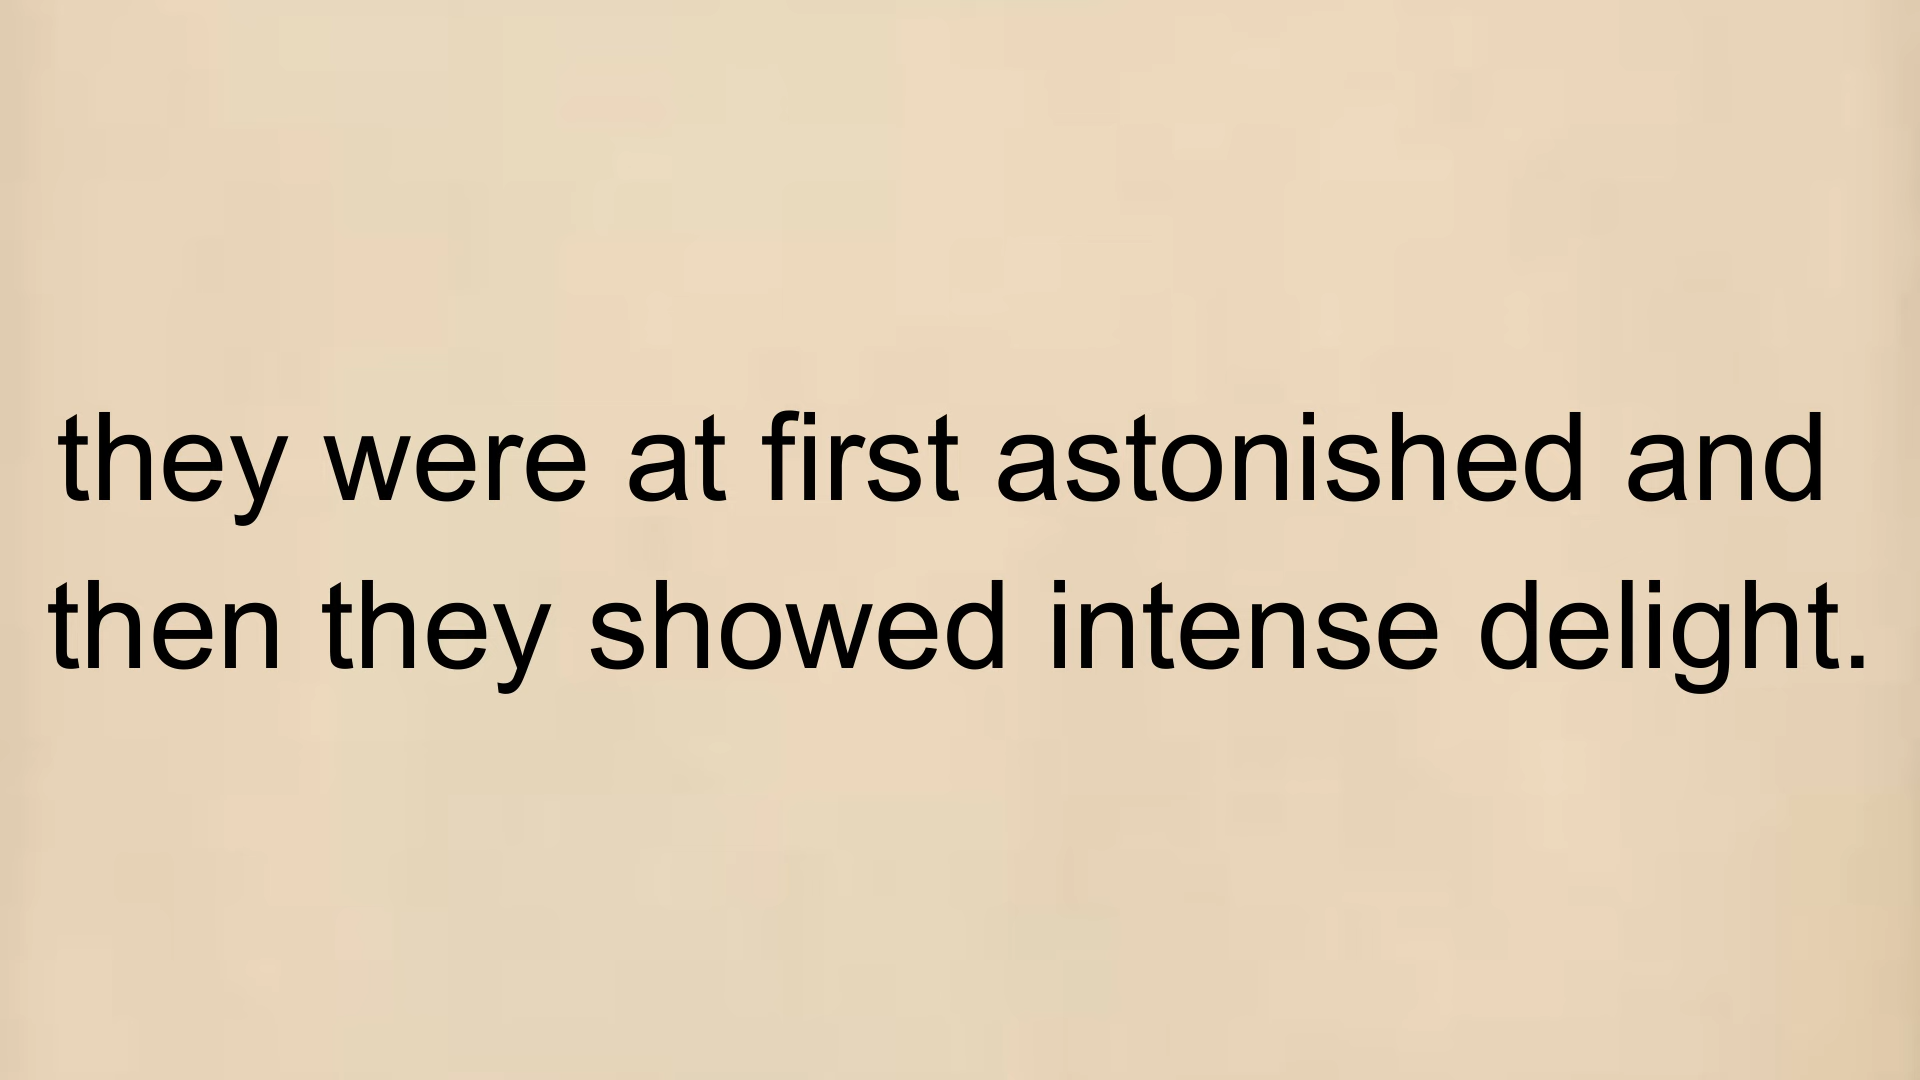 they were at first astonished and
then they showed intense delight.